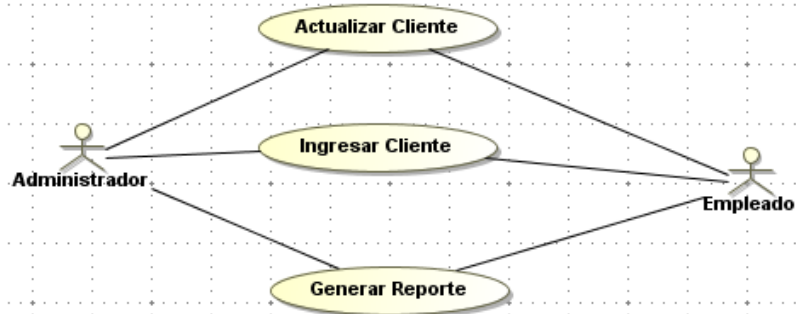 Actualizar Cliente
Ingresar Cliente
Administrador
Empleado
Generar Reporte